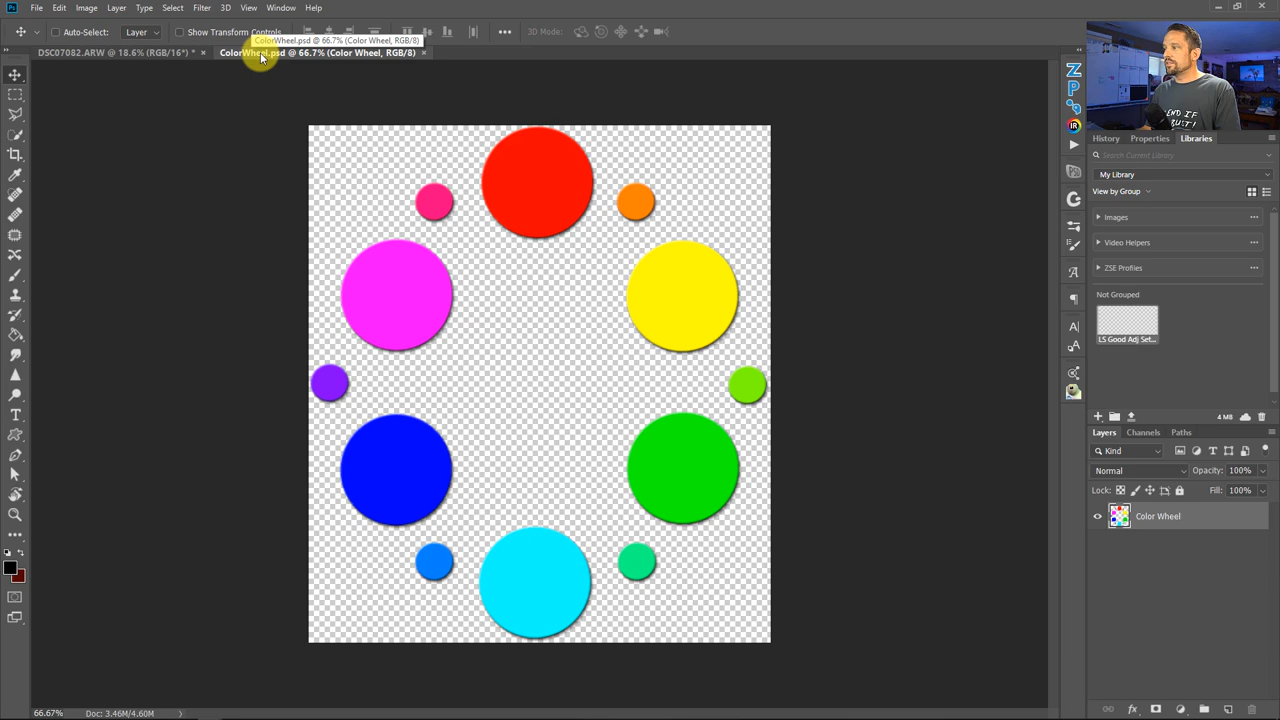 Ps File Edit Image Layer Type Select Filter 3D View Window Help
Auto-Select: Layer Show Transform Controls 3D Mode:
ColorWheel.psd @ 66.7% (Color Wheel, RGB/8)
DSC07082.ARW @ 18.6% (RGB/16*) * × ColorWheel.psd @ 66.7% (Color Wheel, RGB/8) ×
Z
P
IR
History Properties Libraries
Search Current Library
My Library
View by Group
Images
Video Helpers
ZSE Profiles
Not Grouped
LS Good Adj Set...
4 MB
Layers Channels Paths
Kind
Normal Opacity: 100%
Lock: Fill: 100%
Color Wheel
66.67% Doc: 3.46M/4.60M